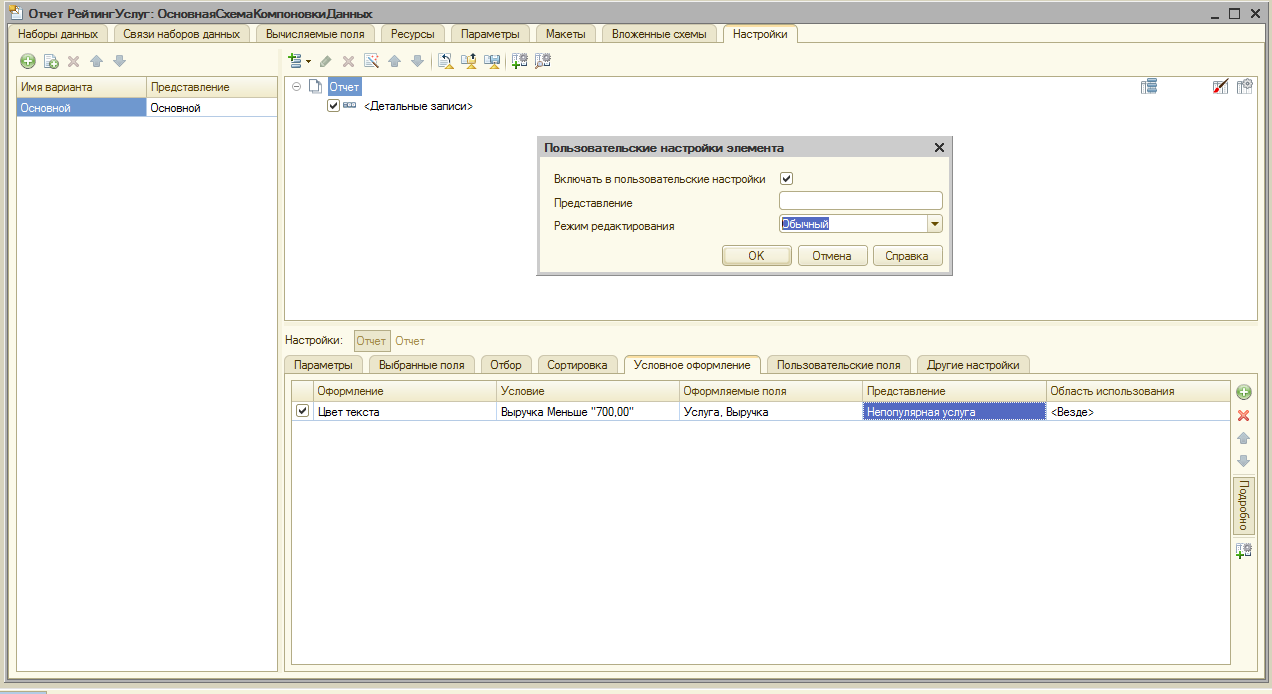 Отчет РейтингУслуг: ОсновнаяСхемаКомпоновкиДанных
Наборы данных Связи наборов данных Вычисляемые поля Ресурсы Параметры Макеты Вложенные схемы Настройки
Имя варианта Представление
Основной Основной
Отчет
<Детальные записи>
Пользовательские настройки элемента
Включать в пользовательские настройки
Представление
Режим редактирования Обычный
OK Отмена Справка
Настройки: Отчет Отчет
Параметры Выбранные поля Отбор Сортировка Условное оформление Пользовательские поля Другие настройки
Оформление Условие Оформляемые поля Представление Область использования
Цвет текста Выручка Меньше "700,00" Услуга, Выручка Непопулярная услуга <Везде>
Подробно